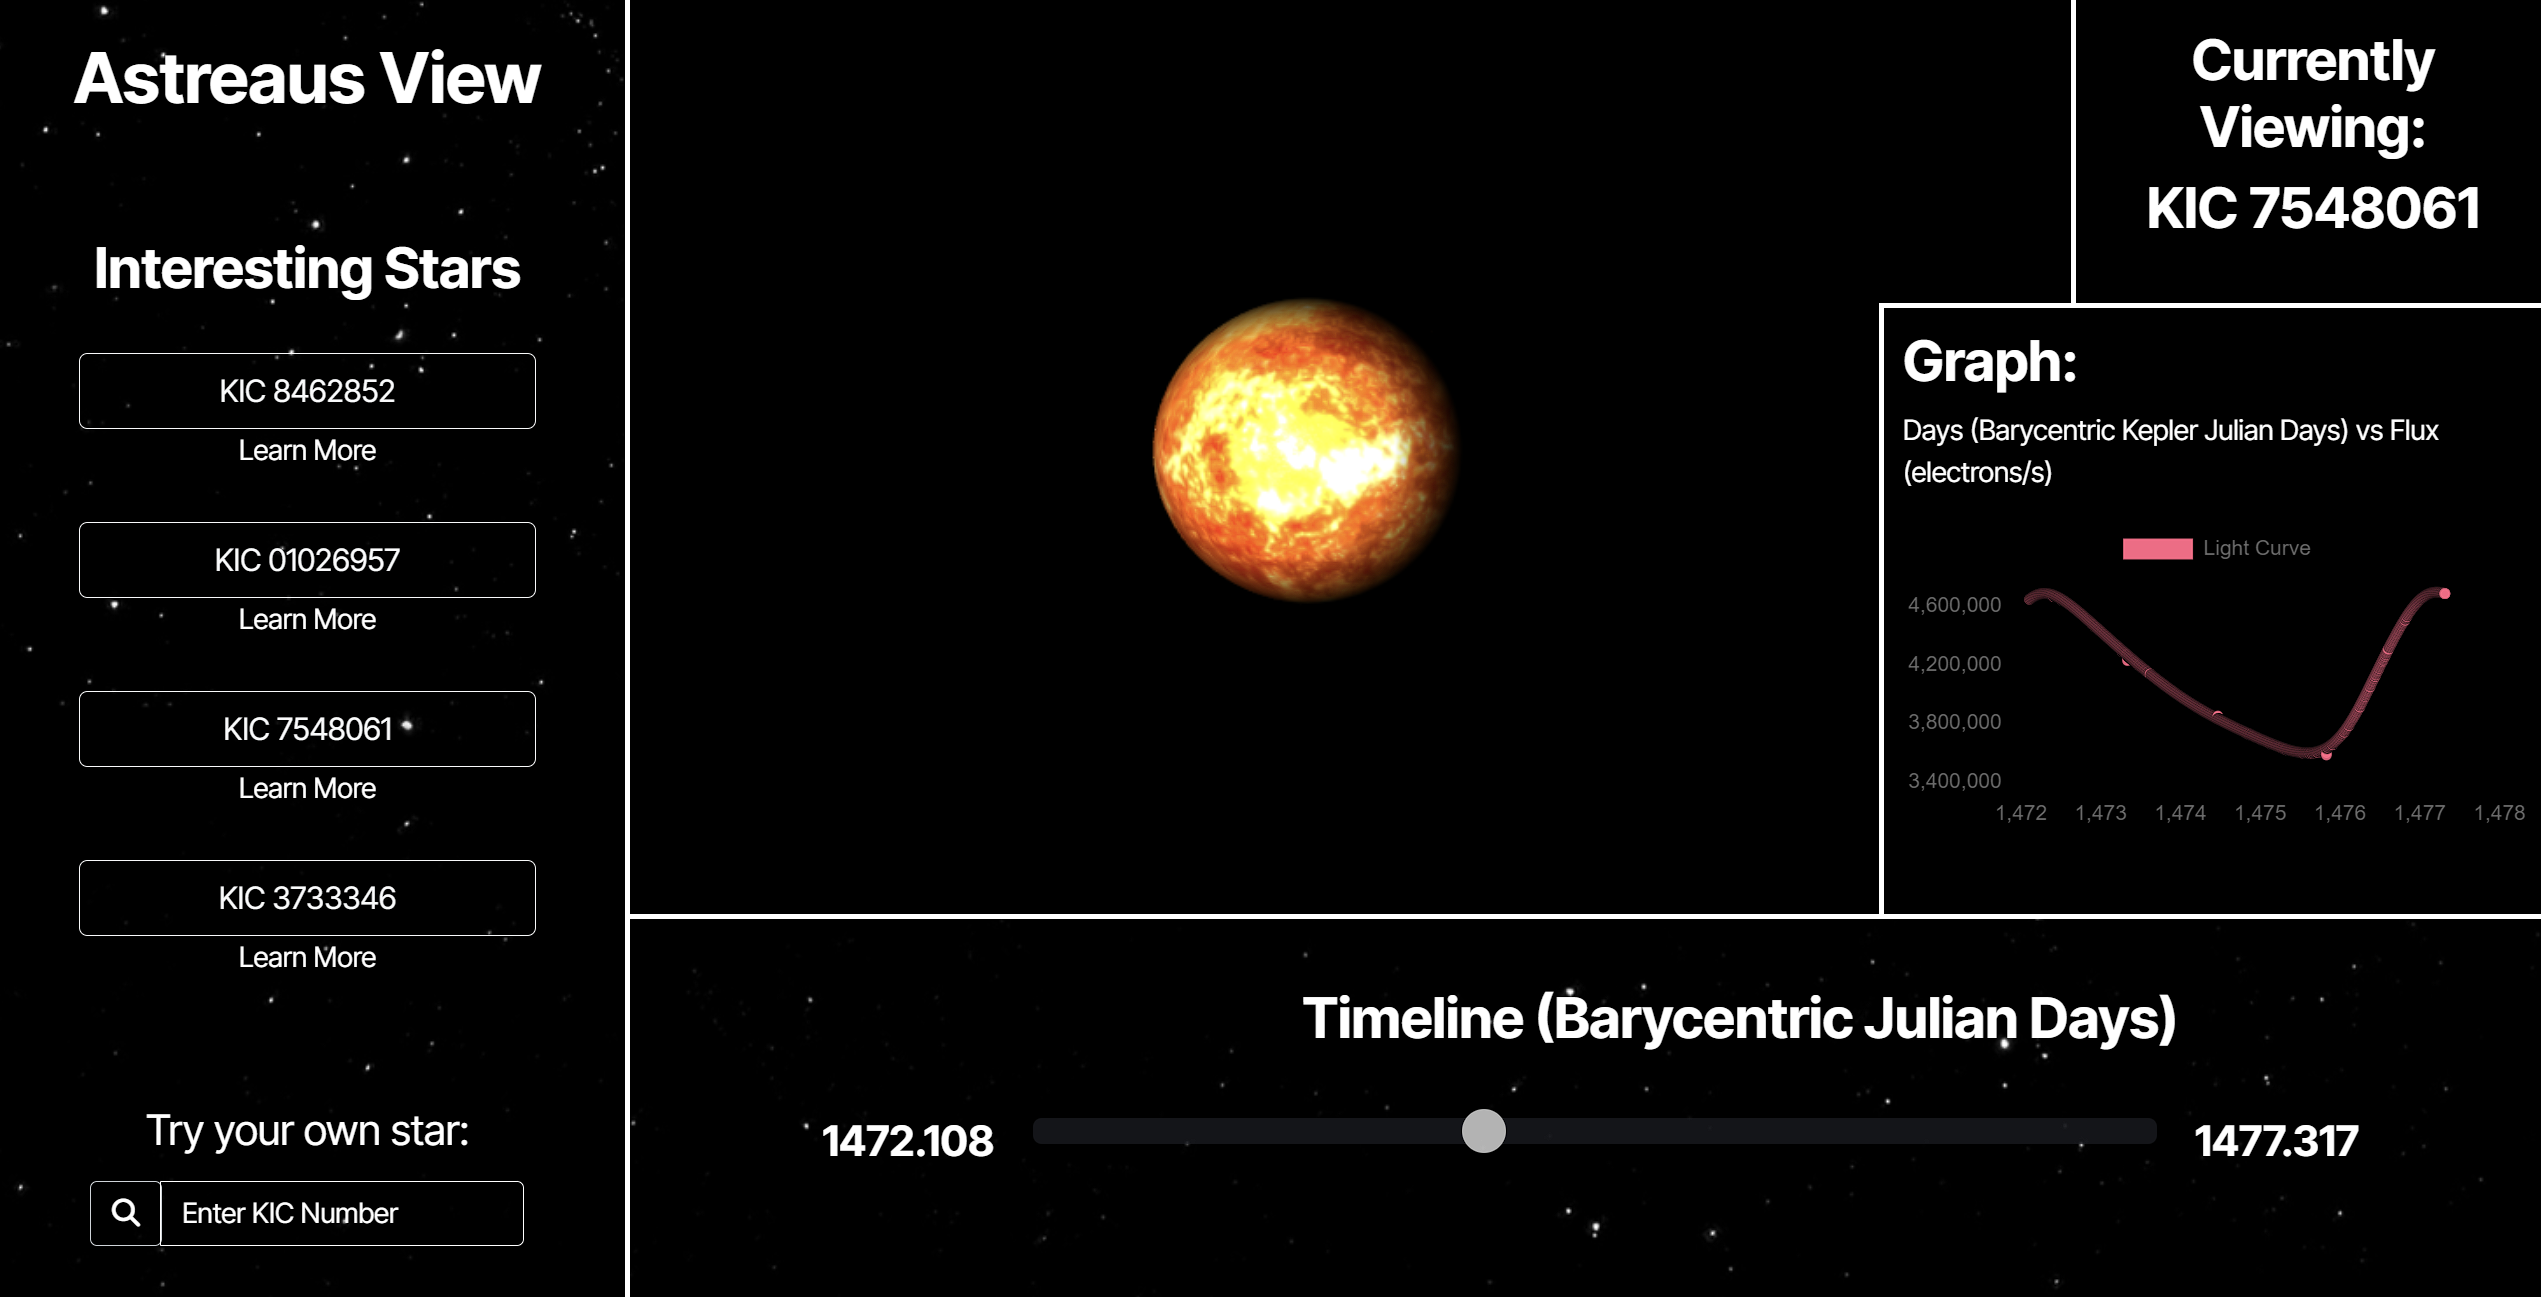 Astreaus View
Interesting Stars
KIC 8462852
Learn More
KIC 01026957
Learn More
KIC 7548061
Learn More
KIC 3733346
Learn More
Try your own star:
Enter KIC Number
Currently
Viewing:
KIC 7548061
Graph:
Days (Barycentric Kepler Julian Days) vs Flux
(electrons/s)
Light Curve
4,600,000
4,200,000
3,800,000
3,400,000
1,472 1,473 1,474 1,475 1,476 1,477 1,478
Timeline (Barycentric Julian Days)
1472.108 1477.317